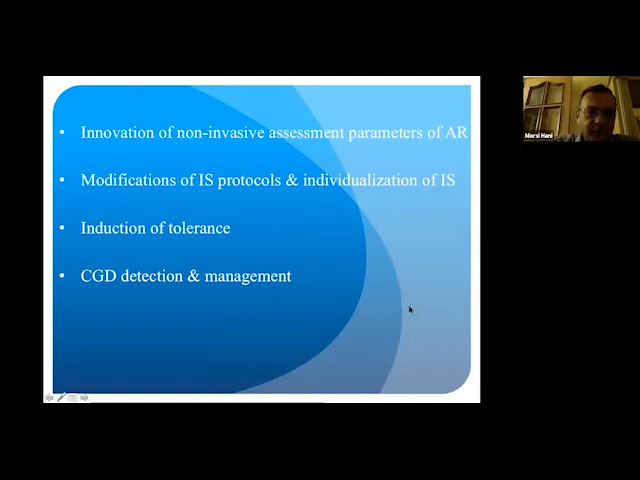 • Innovation of non-invasive assessment parameters of AR
• Modifications of IS protocols & individualization of IS
• Induction of tolerance
• CGD detection & management
Morsi Hani